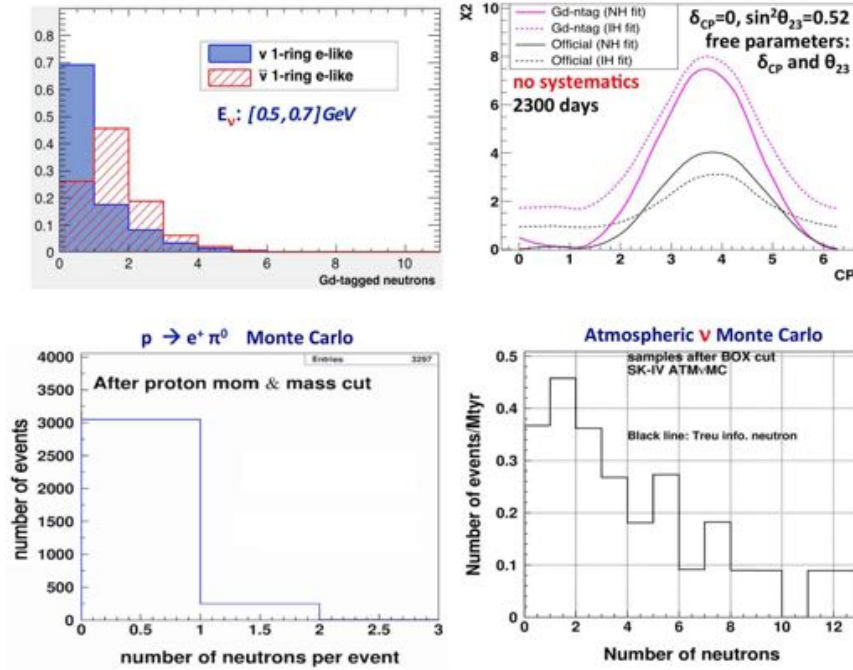 ν 1-ring e-like
ν̄ 1-ring e-like
Eν: [0.5, 0.7] GeV
0.8
0.7
0.6
0.5
0.4
0.3
0.2
0.1
0
0 2 4 6 8 10
Gd-tagged neutrons
X2
10
8
6
4
2
0
Gd-ntag (NH fit)
Gd-ntag (IH fit)
Official (NH fit)
Official (IH fit)
δCP=0, sin²θ23=0.52
free parameters:
δCP and θ23
no systematics
2300 days
0 1 2 3 4 5 6
CP
p → e⁺ π⁰ Monte Carlo
Entries 3297
After proton mom & mass cut
number of events
4000
3500
3000
2500
2000
1500
1000
500
0
0 0.5 1 1.5 2 2.5 3
number of neutrons per event
Atmospheric ν Monte Carlo
samples after BOX cut
SK-IV ATMνMC
Black line: Treu info. neutron
Number of events/Mtyr
0.5
0.4
0.3
0.2
0.1
0
0 2 4 6 8 10 12
Number of neutrons